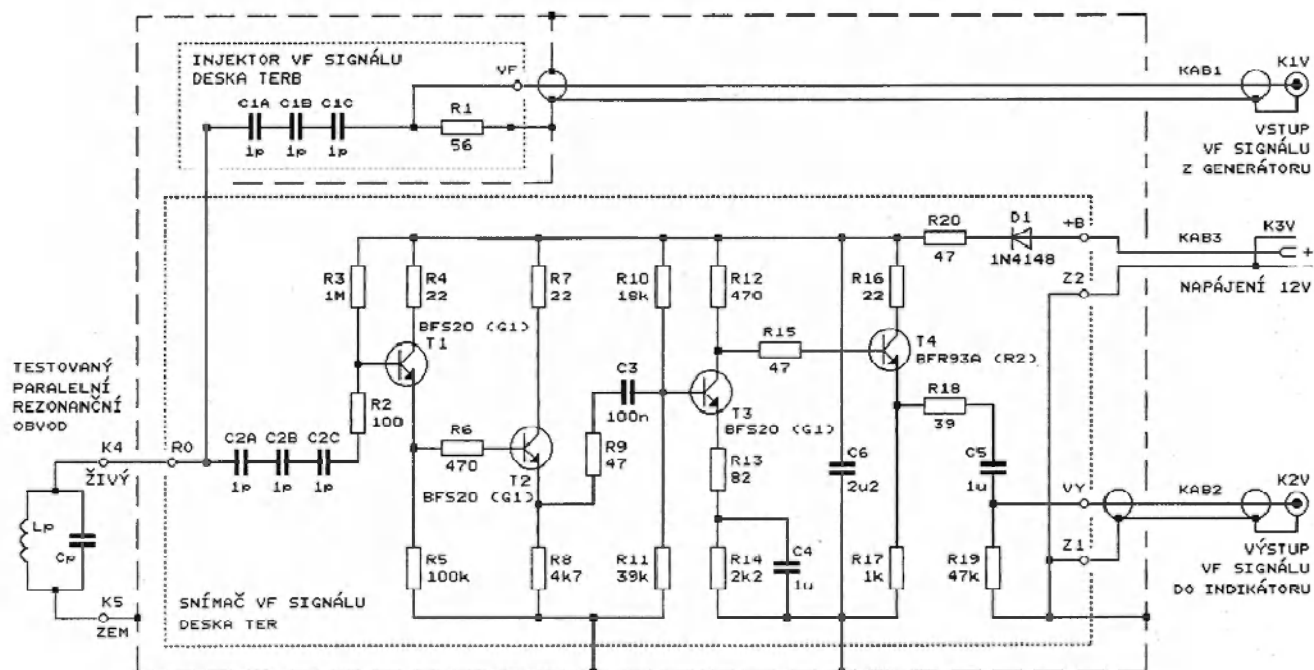 INJEKTOR VF SIGNÁLU
DESKA TERB
VF
C1A C1B C1C
1p 1p 1p
R1
56
KAB1
K1V
VSTUP
VF SIGNÁLU
Z GENERÁTORU
R20
47
D1
1N4148
+B
KAB3
K3V
+
Z2
NAPÁJENÍ 12V
R3
1M
R4
22
R7
22
R10
18k
R12
470
R16
22
BFS20 (G1)
T1
R15
47
T4
BFR93A (R2)
TESTOVANÝ
PARALELNÍ
REZONANČNÍ
OBVOD
R2
100
C3
100n
T3
BFS20 (G1)
R18
39
K4
ŽIVÝ
RO
C2A C2B C2C
1p 1p 1p
R6
470
T2
BFS20 (G1)
R9
47
R13
82
C6
2u2
C5
1u
VY
KAB2
K2V
Lp
Cp
R5
100k
R8
4k7
R11
39k
R14
2k2
C4
1u
R17
1k
R19
47k
Z1
VÝSTUP
VF SIGNÁLU
DO INDIKÁTORU
K5
ZEM
SNÍMAČ VF SIGNÁLU
DESKA TER